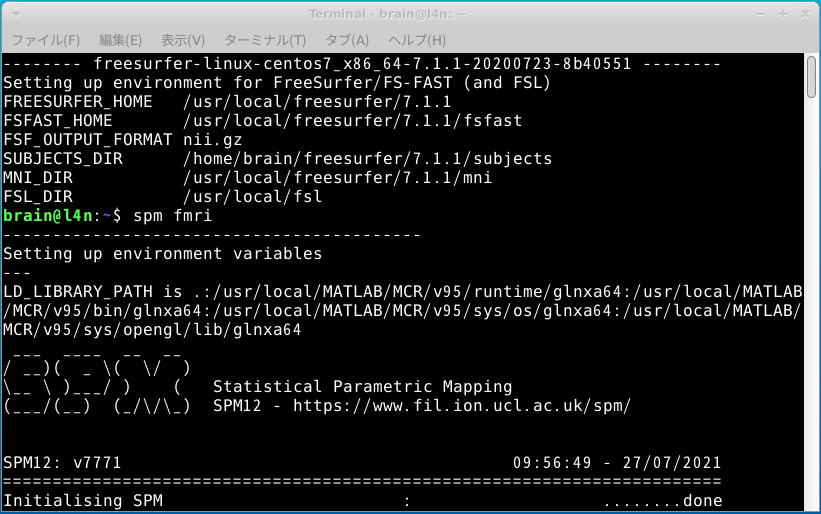 Terminal - brain@l4n: ~
ファイル(F) 編集(E) 表示(V) ターミナル(T) タブ(A) ヘルプ(H)
-------- freesurfer-linux-centos7_x86_64-7.1.1-20200723-8b40551 --------
Setting up environment for FreeSurfer/FS-FAST (and FSL)
FREESURFER_HOME   /usr/local/freesurfer/7.1.1
FSFAST_HOME       /usr/local/freesurfer/7.1.1/fsfast
FSF_OUTPUT_FORMAT nii.gz
SUBJECTS_DIR      /home/brain/freesurfer/7.1.1/subjects
MNI_DIR           /usr/local/freesurfer/7.1.1/mni
FSL_DIR           /usr/local/fsl
brain@l4n:~$ spm fmri
------------------------------------------
Setting up environment variables
---
LD_LIBRARY_PATH is .:/usr/local/MATLAB/MCR/v95/runtime/glnxa64:/usr/local/MATLAB
/MCR/v95/bin/glnxa64:/usr/local/MATLAB/MCR/v95/sys/os/glnxa64:/usr/local/MATLAB/
MCR/v95/sys/opengl/lib/glnxa64
 ___  ____  __  __
/ __)(  _ \(  \/  )
\__ \ )___/ )    (   Statistical Parametric Mapping
(___/(__)  (_/\/\_)  SPM12 - https://www.fil.ion.ucl.ac.uk/spm/
SPM12: v7771                                       09:56:49 - 27/07/2021
========================================================================
Initialising SPM                        :                   ........done